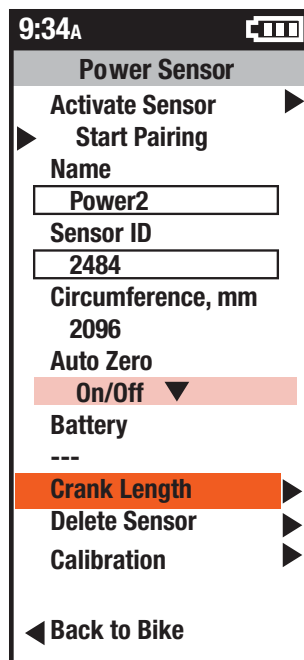 9:34A
Power Sensor
Activate Sensor
Start Pairing
Name
Power2
Sensor ID
2484
Circumference, mm
2096
Auto Zero
On/Off
Battery
---
Crank Length
Delete Sensor
Calibration
Back to Bike